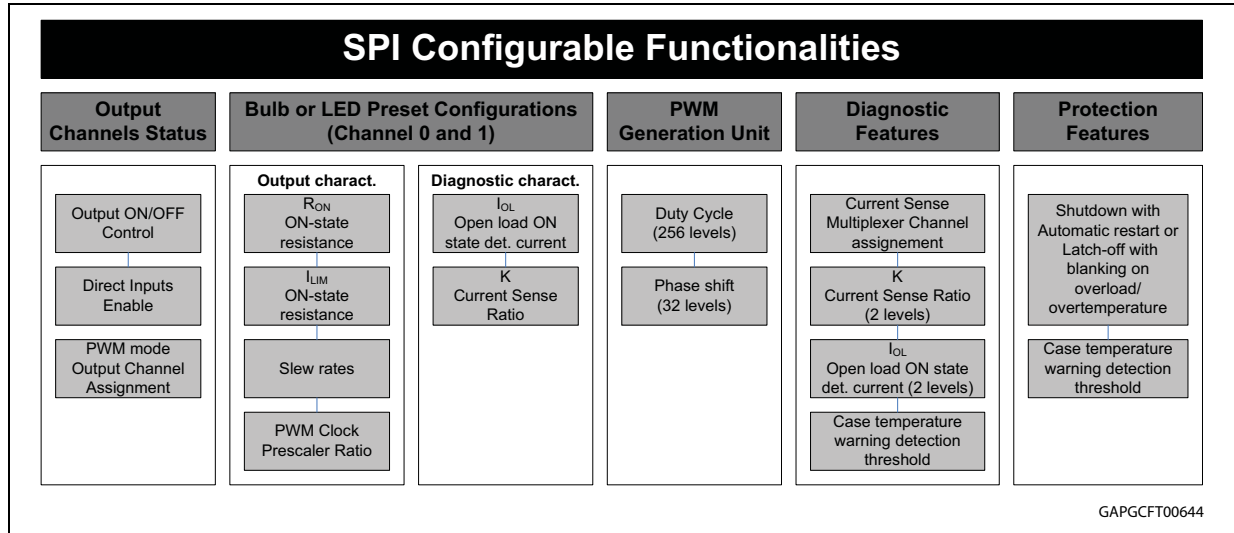 SPI Configurable Functionalities
Output
Channels Status
Output ON/OFF
Control
Direct Inputs
Enable
PWM mode
Output Channel
Assignment
Bulb or LED Preset Configurations
(Channel 0 and 1)
Output charact.
RON
ON-state
resistance
ILIM
ON-state
resistance
Slew rates
PWM Clock
Prescaler Ratio
Diagnostic charact.
IOL
Open load ON
state det. current
K
Current Sense
Ratio
PWM
Generation Unit
Duty Cycle
(256 levels)
Phase shift
(32 levels)
Diagnostic
Features
Current Sense
Multiplexer Channel
assignement
K
Current Sense Ratio
(2 levels)
IOL
Open load ON state
det. current (2 levels)
Case temperature
warning detection
threshold
Protection
Features
Shutdown with
Automatic restart or
Latch-off with
blanking on
overload/
overtemperature
Case temperature
warning detection
threshold
GAPGCFT00644